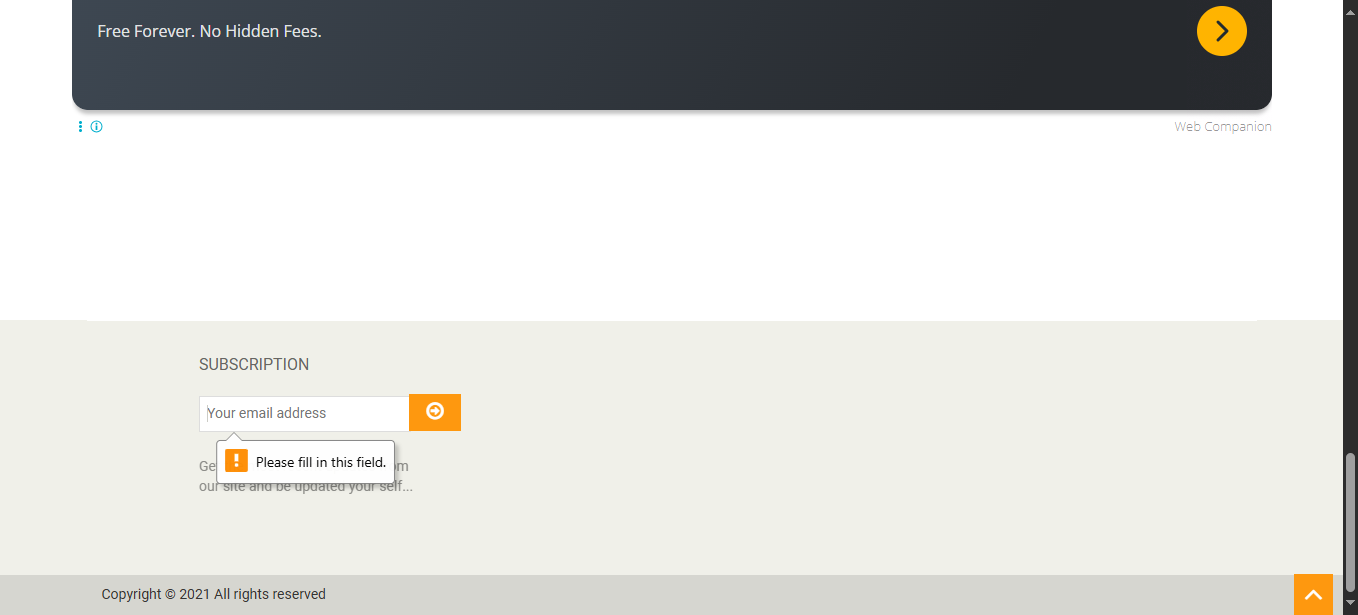 Free Forever. No Hidden Fees.
Web Companion
SUBSCRIPTION
Your email address
Please fill in this field.
Ge om
our site and be updated your self...
Copyright © 2021 All rights reserved